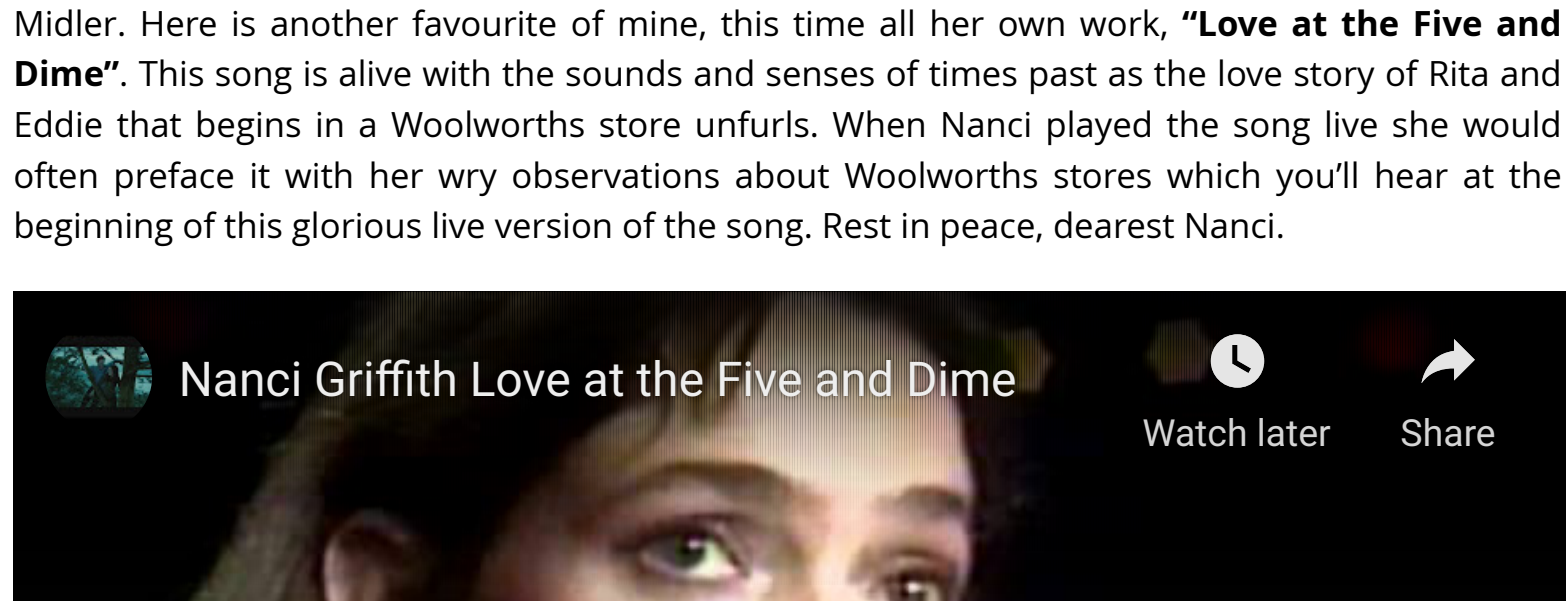 Midler. Here is another favourite of mine, this time all her own work, “Love at the Five and
Dime”. This song is alive with the sounds and senses of times past as the love story of Rita and
Eddie that begins in a Woolworths store unfurls. When Nanci played the song live she would
often preface it with her wry observations about Woolworths stores which you’ll hear at the
beginning of this glorious live version of the song. Rest in peace, dearest Nanci.
Nanci Griffith Love at the Five and Dime
Watch later
Share